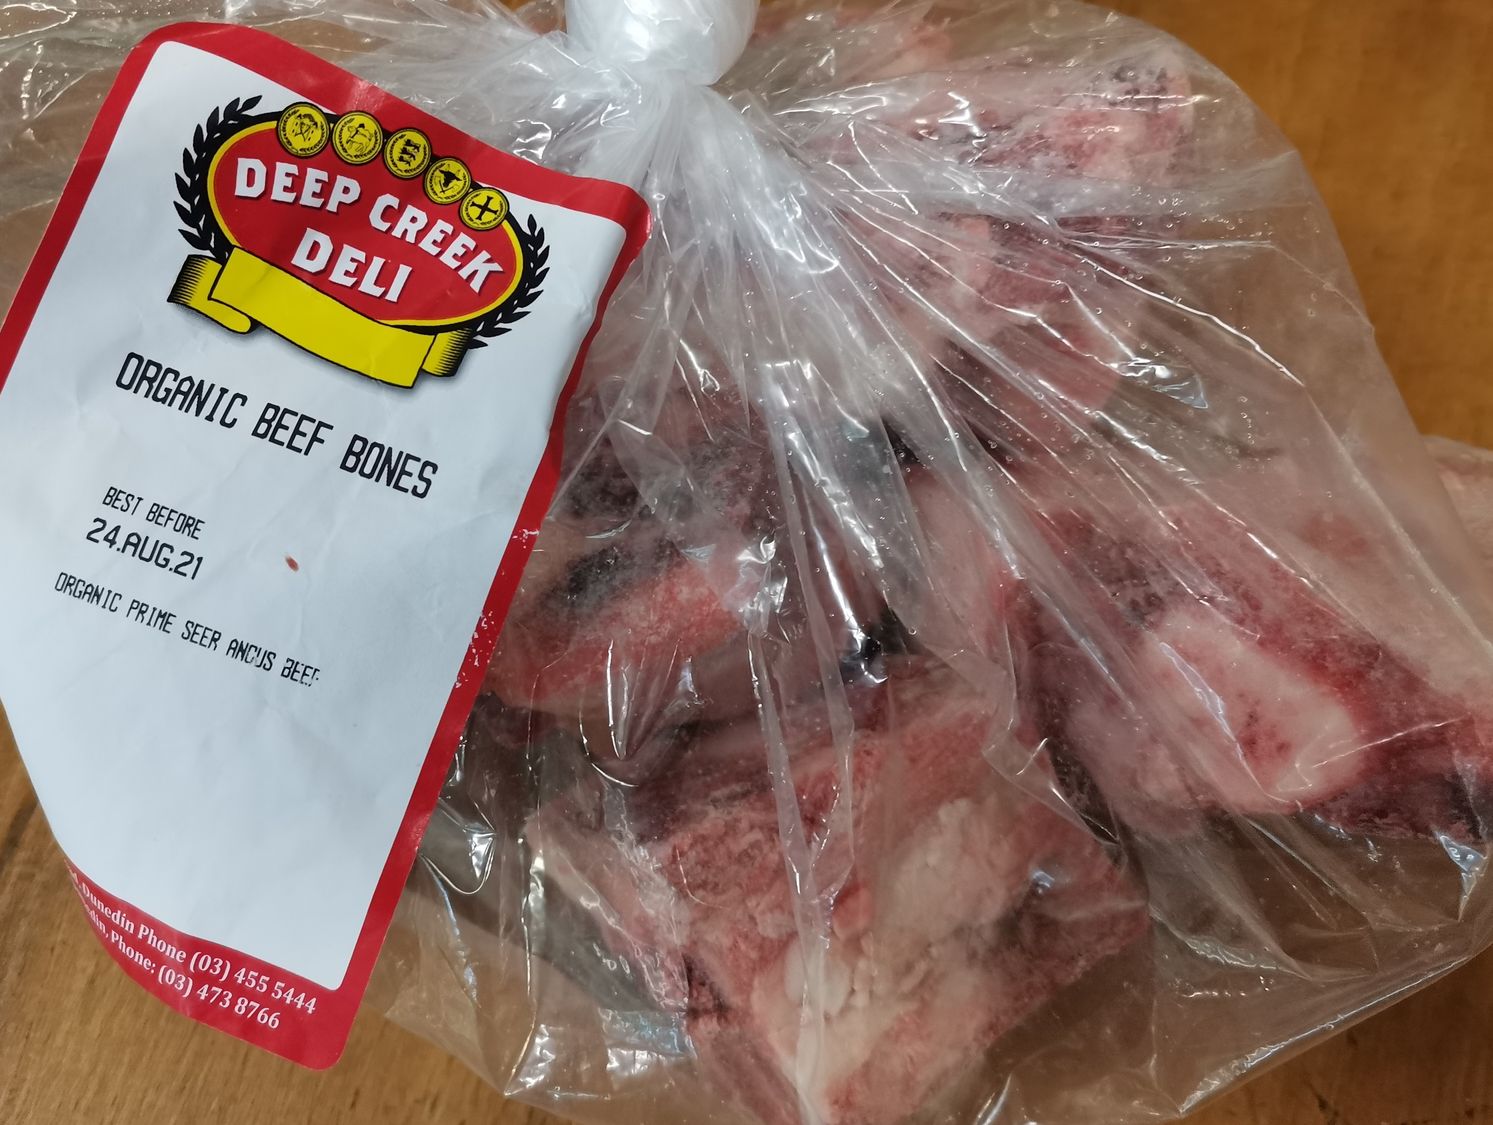 DEEP CREEK
DELI
ORGANIC BEEF BONES
BEST BEFORE
24.AUG.21
ORGANIC PRIME SEER ANGUS BEEF
Dunedin Phone (03) 455 5444
Phone: (03) 473 8766